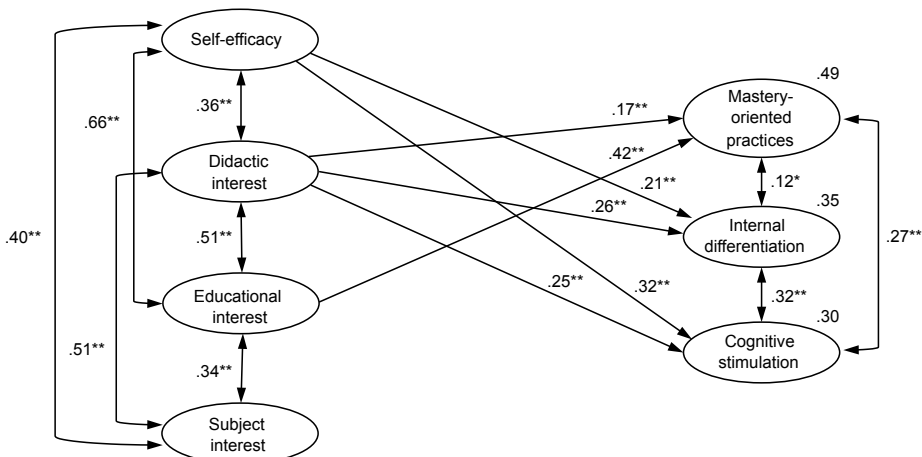 Self-efficacy
.49
Mastery-
oriented
practices
.36**
.17**
.66**
.42**
Didactic
interest
.12*
.21**
.35
.26**
Internal
differentiation
.40**
.51**
.27**
.25**
.32**
.32**
Educational
interest
.30
.51**
Cognitive
stimulation
.34**
Subject
interest